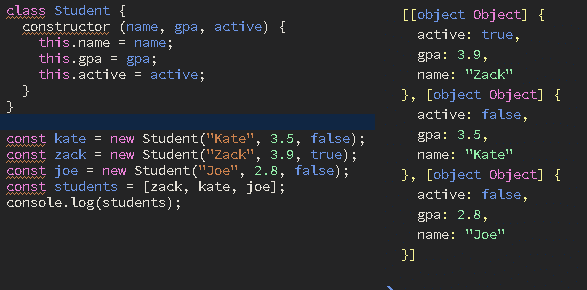 class Student {
  constructor (name, gpa, active) {
    this.name = name;
    this.gpa = gpa;
    this.active = active;
  }
}
const kate = new Student("Kate", 3.5, false);
const zack = new Student("Zack", 3.9, true);
const joe = new Student("Joe", 2.8, false);
const students = [zack, kate, joe];
console.log(students);
[[object Object] {
  active: true,
  gpa: 3.9,
  name: "Zack"
}, [object Object] {
  active: false,
  gpa: 3.5,
  name: "Kate"
}, [object Object] {
  active: false,
  gpa: 2.8,
  name: "Joe"
}]